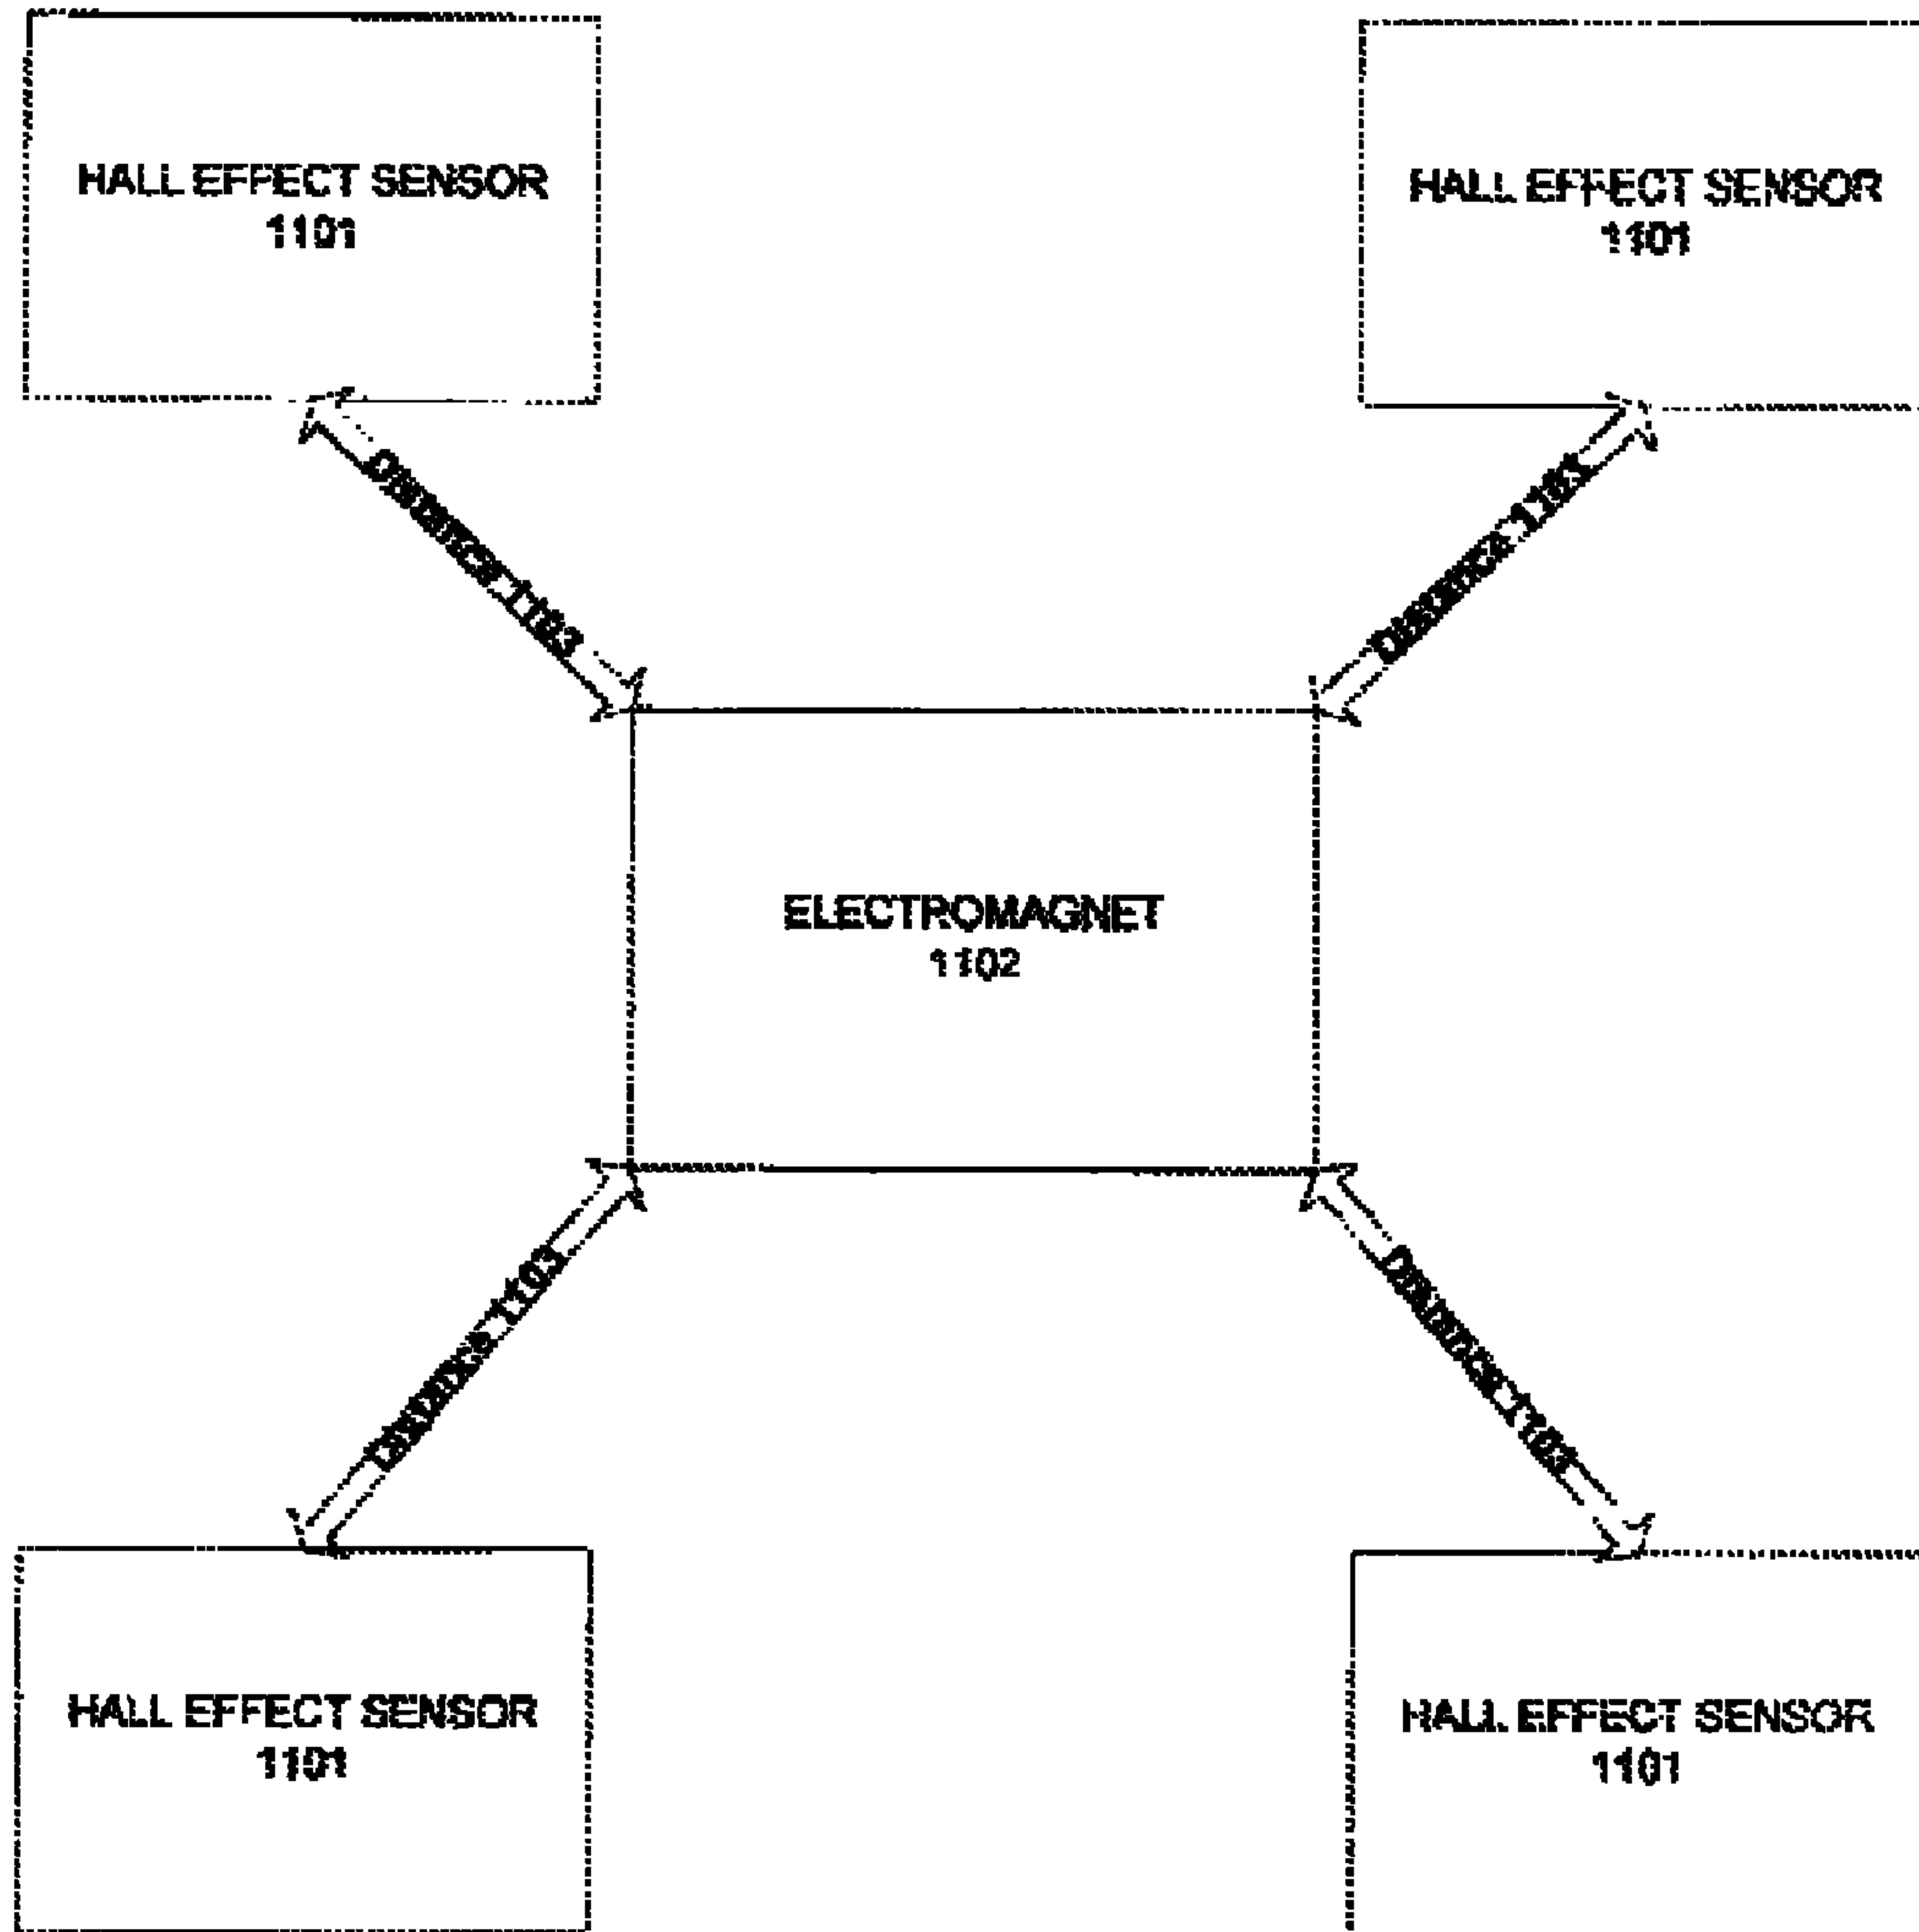 HALL EFFECT SENSOR
1101
HALL EFFECT SENSOR
1101
DISTANCE 1103
DISTANCE 1103
ELECTROMAGNET
1102
DISTANCE 1103
DISTANCE 1103
HALL EFFECT SENSOR
1101
HALL EFFECT SENSOR
1101